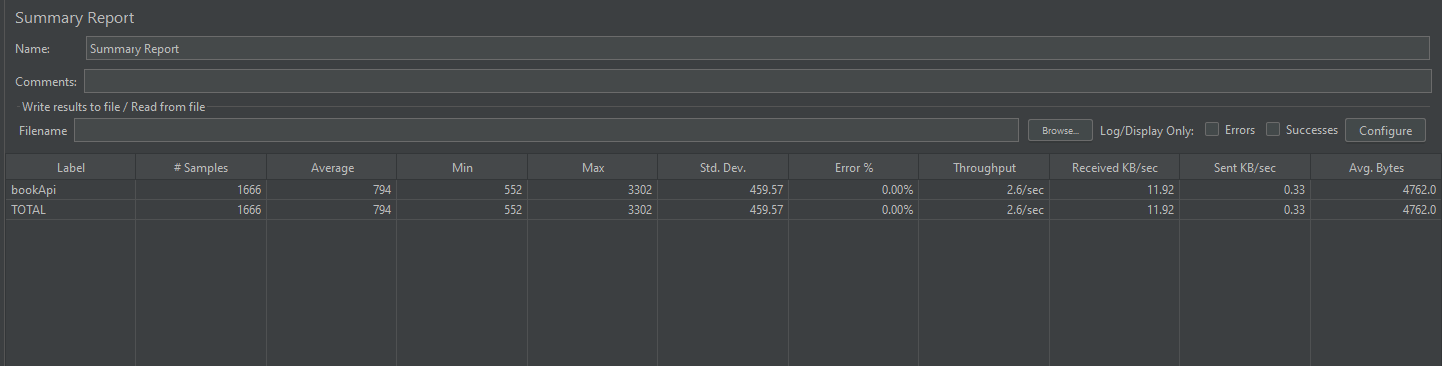 Summary Report
Name: Summary Report
Comments:
Write results to file / Read from file
Filename Browse... Log/Display Only: Errors Successes Configure
Label # Samples Average Min Max Std. Dev. Error % Throughput Received KB/sec Sent KB/sec Avg. Bytes
bookApi 1666 794 552 3302 459.57 0.00% 2.6/sec 11.92 0.33 4762.0
TOTAL 1666 794 552 3302 459.57 0.00% 2.6/sec 11.92 0.33 4762.0